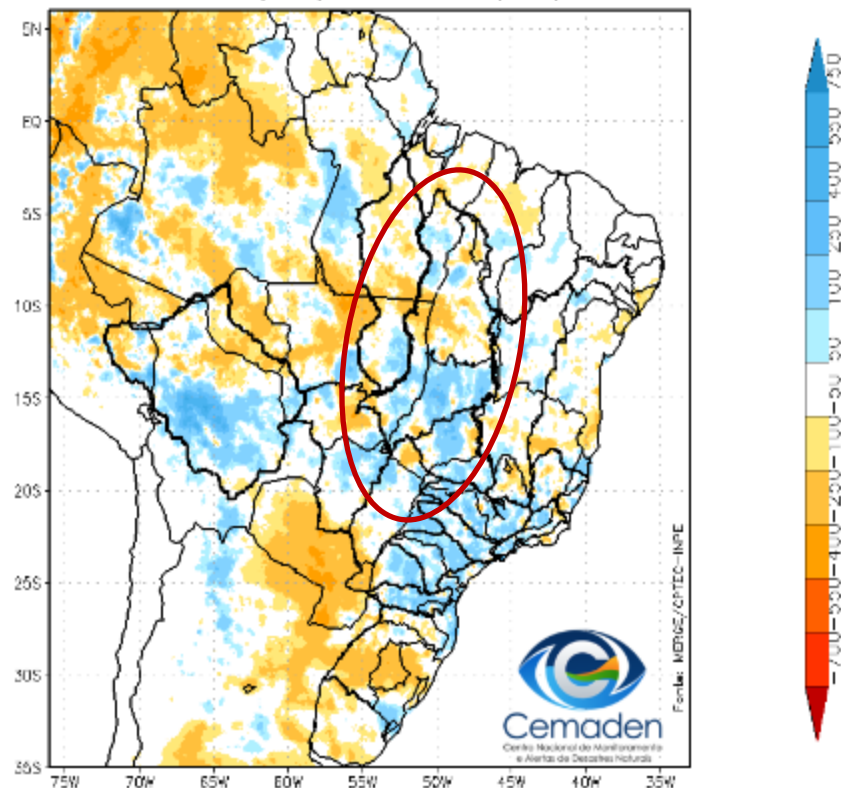 5N
EQ
5S
10S
15S
20S
25S
30S
35S
75W 70W 65W 60W 55W 50W 45W 40W 35W
Fonte: MERGE/CPTEC-INPE
Cemaden
Centro Nacional de Monitoramento
e Alertas de Desastres Naturais
750
550
400
250
100
50
-50
-100
-250
-400
-550
-700